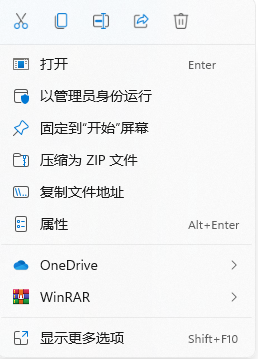 打开 Enter
以管理员身份运行
固定到"开始"屏幕
压缩为 ZIP 文件
复制文件地址
属性 Alt+Enter
OneDrive
WinRAR
显示更多选项 Shift+F10